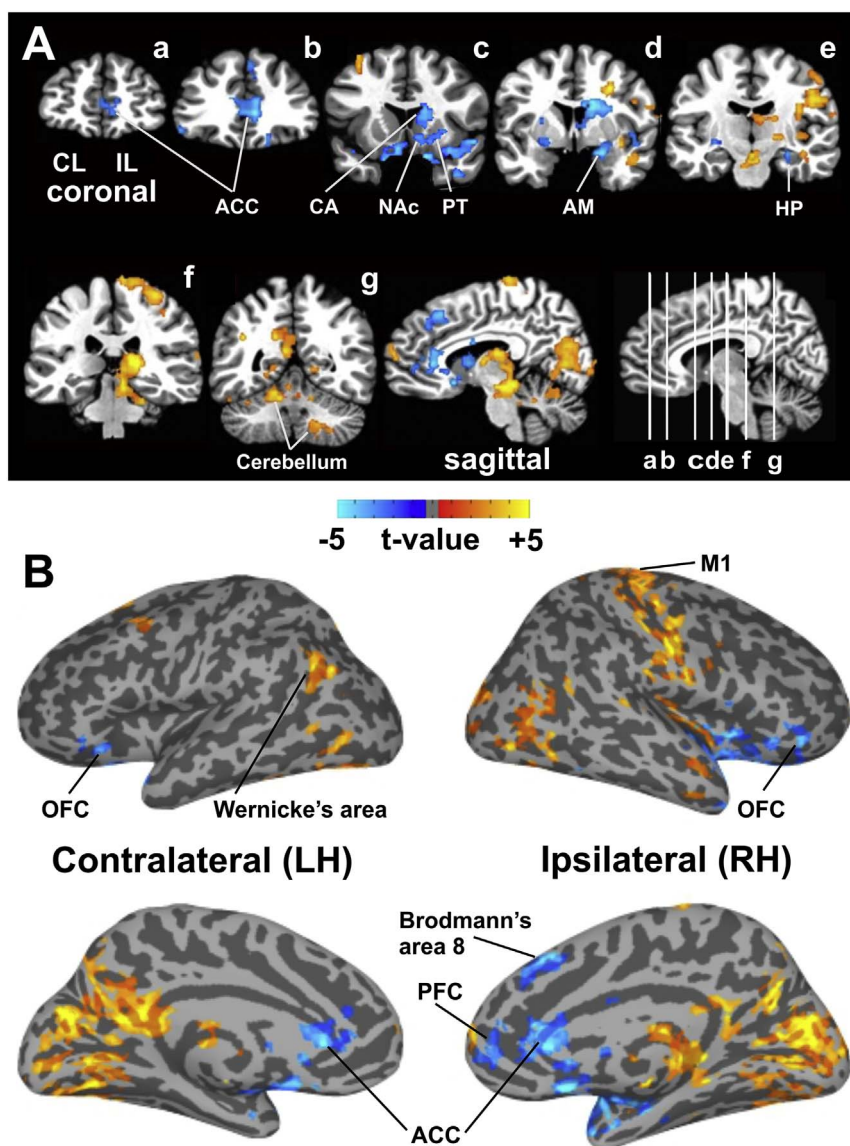 A
a b c d e
CL IL
coronal
ACC CA NAc PT AM HP
f g
Cerebellum
sagittal
a b c d e f g
-5 t-value +5
B
M1
OFC
Wernicke's area
OFC
Contralateral (LH) Ipsilateral (RH)
Brodmann's
area 8
PFC
ACC